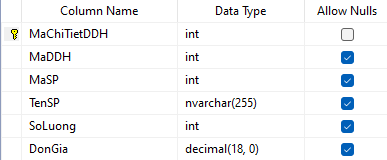 Column Name Data Type Allow Nulls
MaChiTietDDH int
MaDDH int
MaSP int
TenSP nvarchar(255)
SoLuong int
DonGia decimal(18, 0)